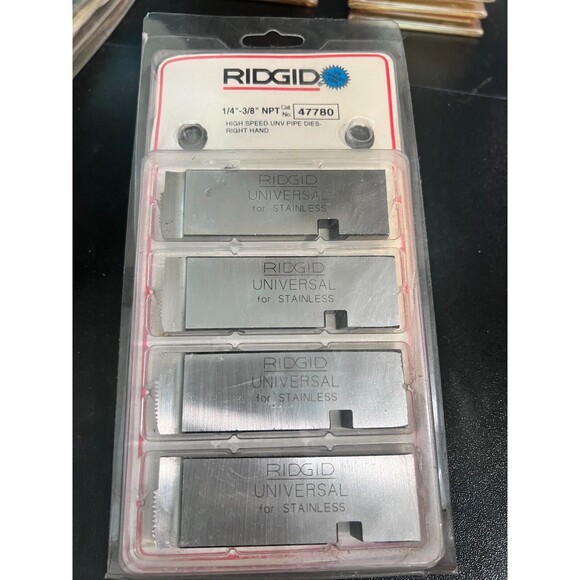 RIDGID® S
1/4"-3/8" NPT Cat. No. 47780
HIGH SPEED UNV PIPE DIES-
RIGHT HAND
RIDGID
UNIVERSAL
for STAINLESS
RIDGID
UNIVERSAL
for STAINLESS
RIDGID
UNIVERSAL
for STAINLESS
RIDGID
UNIVERSAL
for STAINLESS